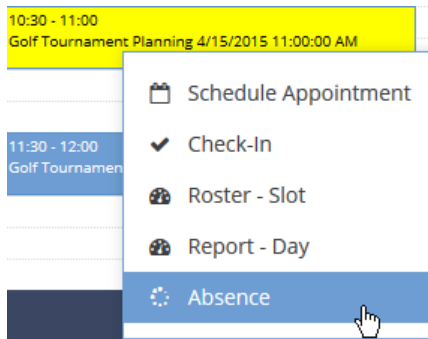 10:30 - 11:00
Golf Tournament Planning 4/15/2015 11:00:00 AM
Schedule Appointment
11:30 - 12:00
Golf Tournamen
Check-In
Roster - Slot
Report - Day
Absence